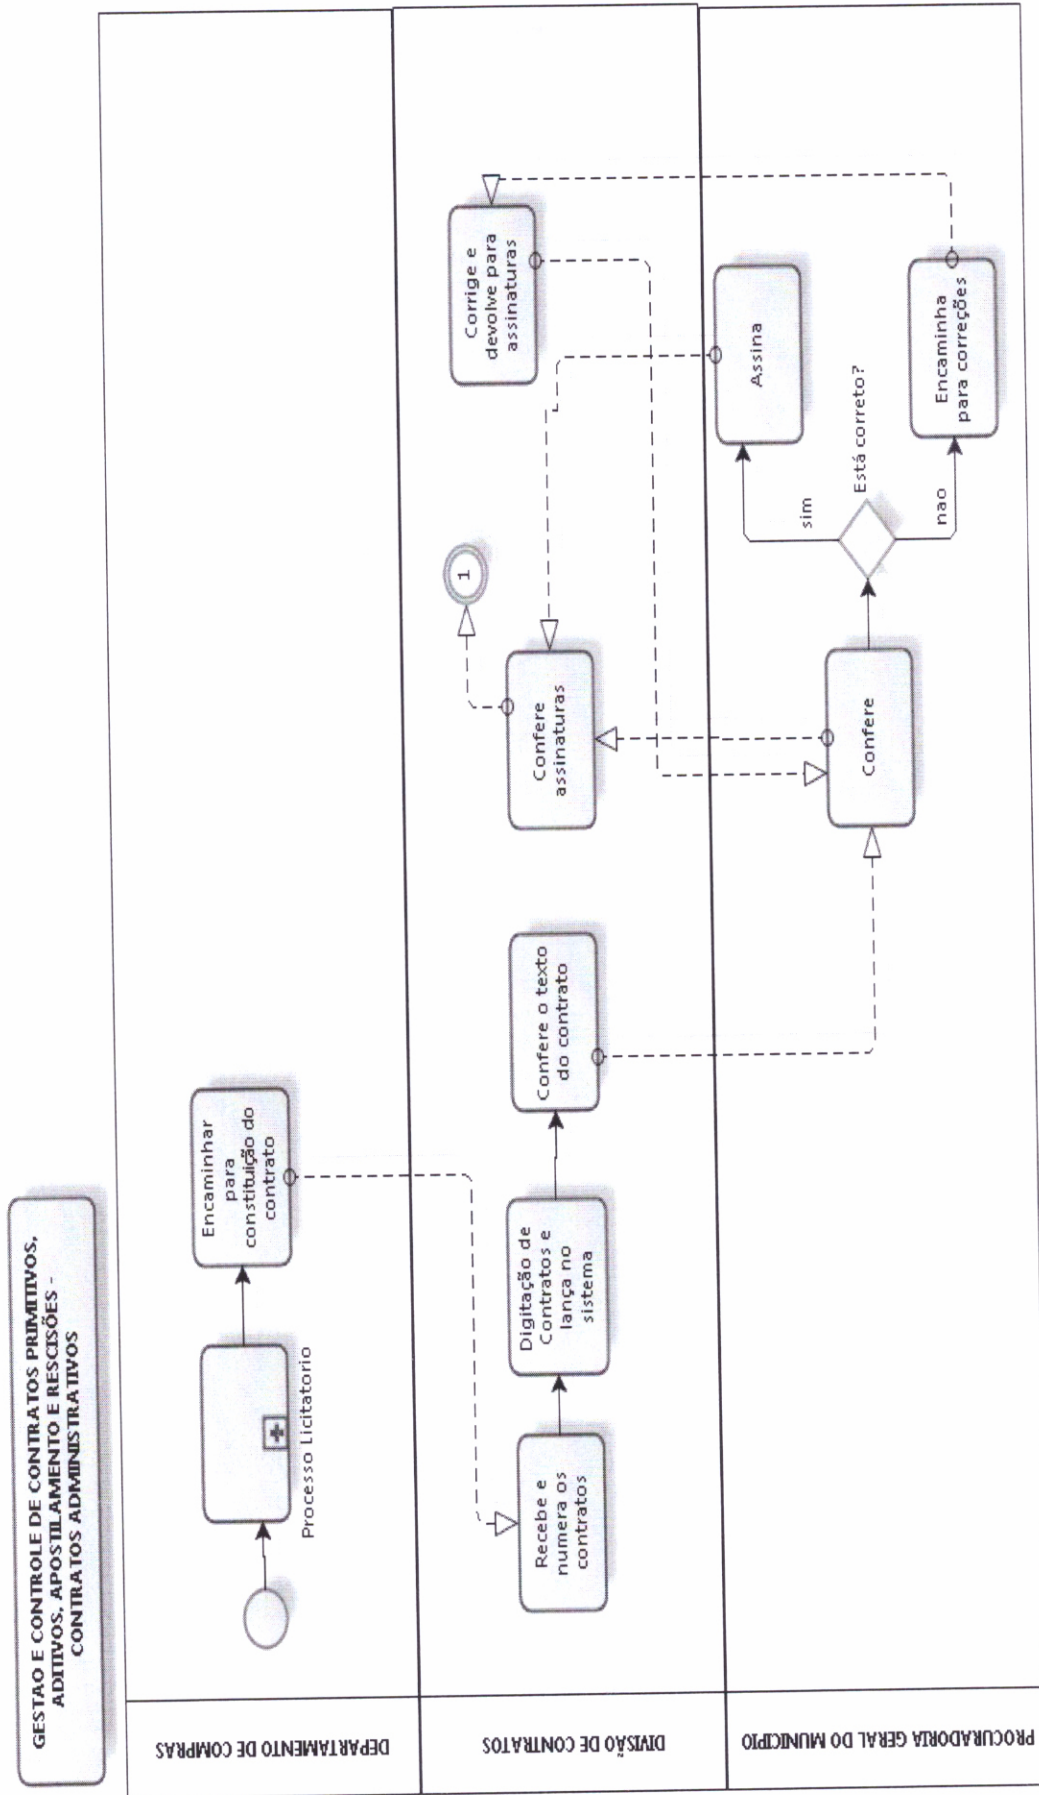 GESTAO E CONTROLE DE CONTRATOS PRIMITIVOS,
ADITIVOS, APOSTILAMENTO E RESCISÕES -
CONTRATOS ADMINISTRATIVOS
DEPARTAMENTO DE COMPRAS
Processo Licitatorio
Encaminhar
para
constituição do
contrato
DIVISÃO DE CONTRATOS
Recebe e
numera os
contratos
Digitação de
Contratos e
lança no
sistema
Confere o texto
do contrato
Confere
assinaturas
1
Corrige e
devolve para
assinaturas
PROCURADORIA GERAL DO MUNICIPIO
Confere
Está correto?
sim
nao
Assina
Encaminha
para correções